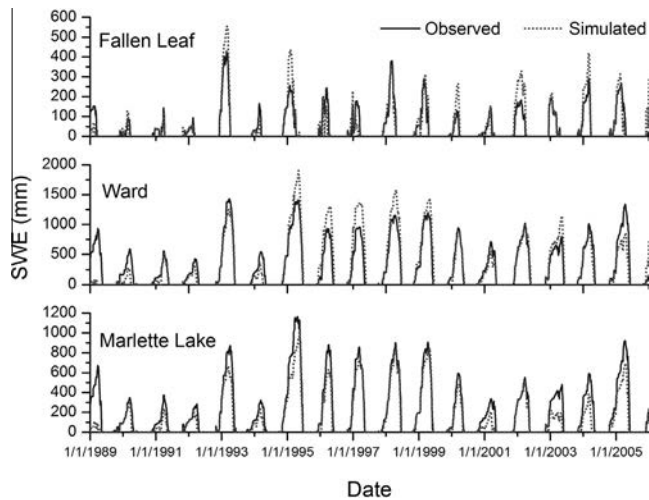 Observed Simulated
600
500
400
300
200
100
0
Fallen Leaf
2000
1500
1000
500
0
Ward
SWE (mm)
1200
1000
800
600
400
200
0
Marlette Lake
1/1/1989 1/1/1991 1/1/1993 1/1/1995 1/1/1997 1/1/1999 1/1/2001 1/1/2003 1/1/2005
Date